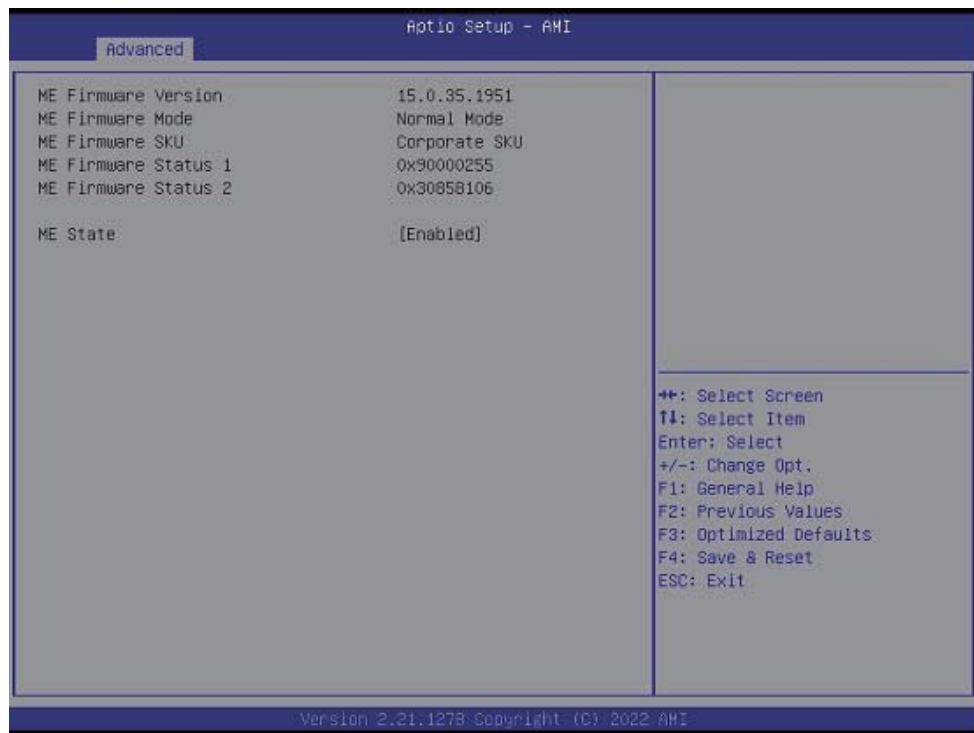 Aptio Setup - AMI
Advanced
ME Firmware Version 15.0.35.1951
ME Firmware Mode Normal Mode
ME Firmware SKU Corporate SKU
ME Firmware Status 1 0x90000255
ME Firmware Status 2 0x30858106
ME State [Enabled]
→←: Select Screen
↑↓: Select Item
Enter: Select
+/-: Change Opt.
F1: General Help
F2: Previous Values
F3: Optimized Defaults
F4: Save & Reset
ESC: Exit
Version 2.21.1278 Copyright (C) 2022 AMI